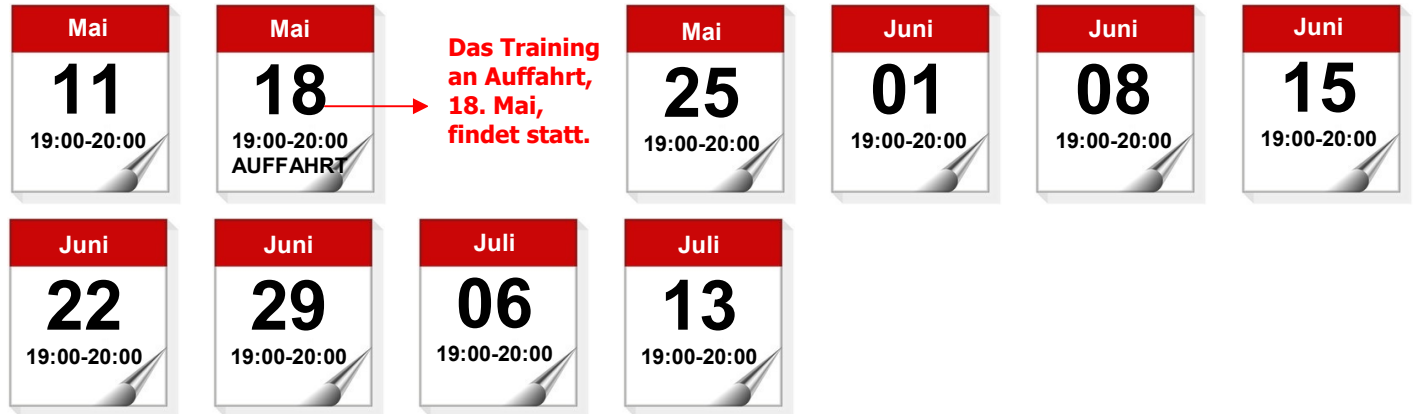 Mai
11
19:00-20:00
Mai
18
19:00-20:00
AUFFAHRT
Das Training
an Auffahrt,
18. Mai,
findet statt.
Mai
25
19:00-20:00
Juni
01
19:00-20:00
Juni
08
19:00-20:00
Juni
15
19:00-20:00
Juni
22
19:00-20:00
Juni
29
19:00-20:00
Juli
06
19:00-20:00
Juli
13
19:00-20:00